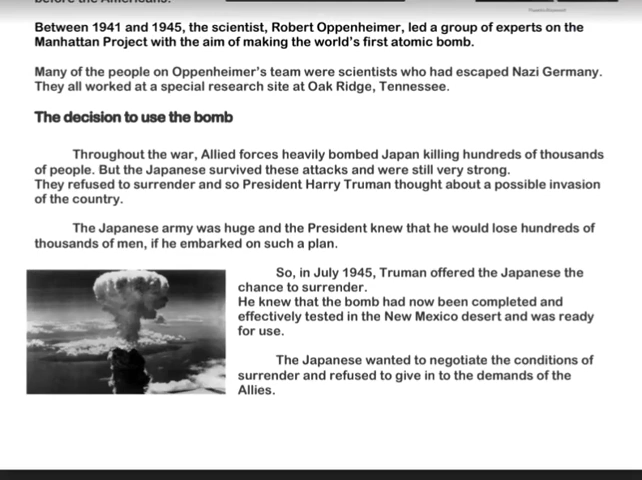 before the Americans.
Between 1941 and 1945, the scientist, Robert Oppenheimer, led a group of experts on the
Manhattan Project with the aim of making the world's first atomic bomb.
Many of the people on Oppenheimer's team were scientists who had escaped Nazi Germany.
They all worked at a special research site at Oak Ridge, Tennessee.
The decision to use the bomb
Throughout the war, Allied forces heavily bombed Japan killing hundreds of thousands
of people. But the Japanese survived these attacks and were still very strong.
They refused to surrender and so President Harry Truman thought about a possible invasion
of the country.
The Japanese army was huge and the President knew that he would lose hundreds of
thousands of men, if he embarked on such a plan.
So, in July 1945, Truman offered the Japanese the
chance to surrender.
He knew that the bomb had now been completed and
effectively tested in the New Mexico desert and was ready
for use.
The Japanese wanted to negotiate the conditions of
surrender and refused to give in to the demands of the
Allies.